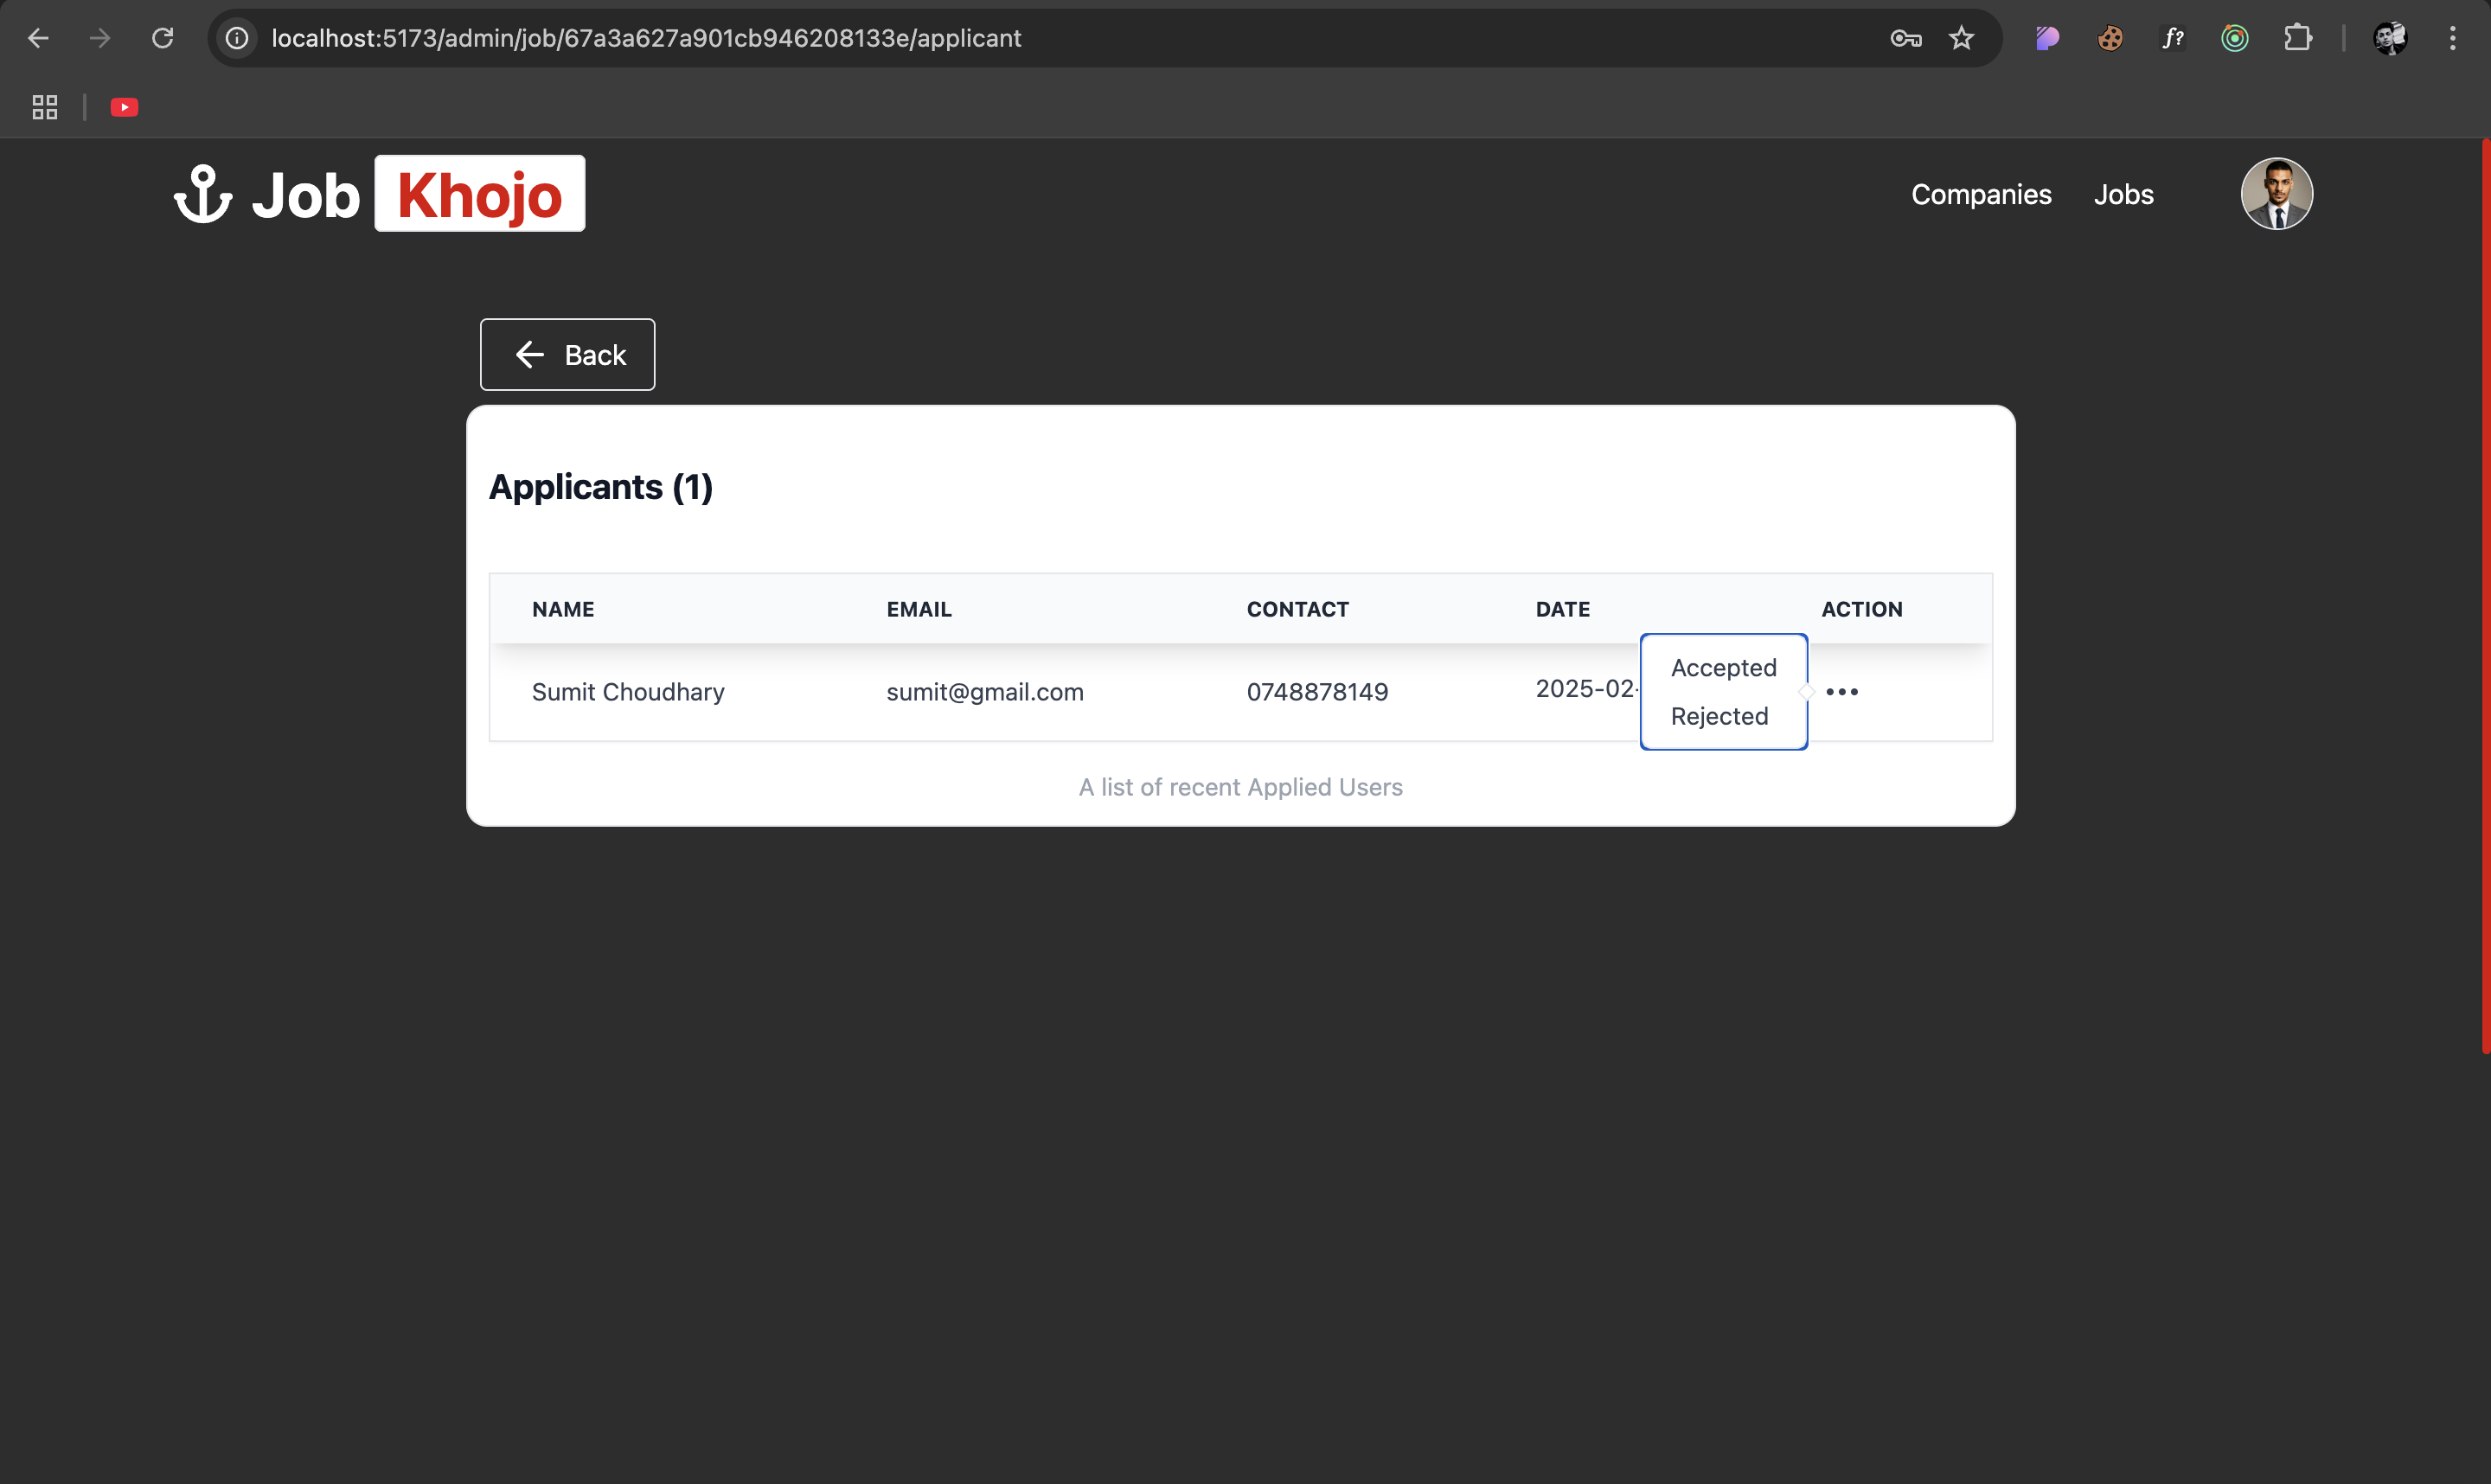 localhost:5173/admin/job/67a3a627a901cb946208133e/applicant
f?
Job Khojo
Companies Jobs
Back
Applicants (1)
NAME EMAIL CONTACT DATE ACTION
Sumit Choudhary sumit@gmail.com 0748878149 2025-02-
Accepted
Rejected
A list of recent Applied Users